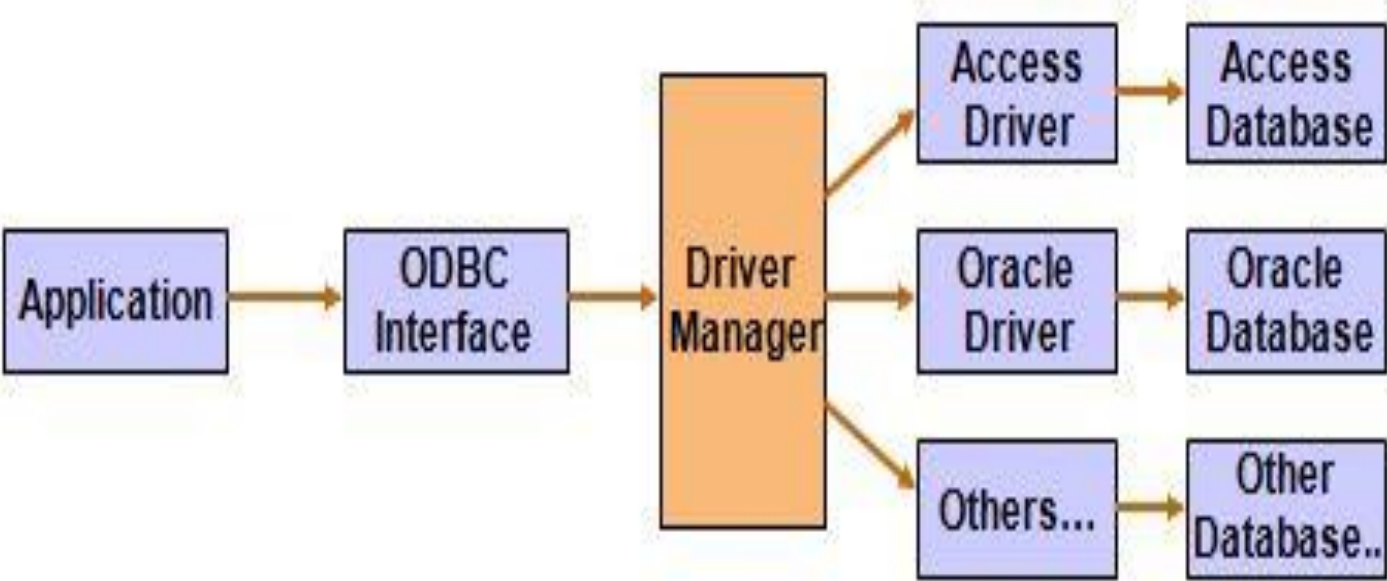 Application
ODBC
Interface
Driver
Manager
Access
Driver
Access
Database
Oracle
Driver
Oracle
Database
Others...
Other
Database..